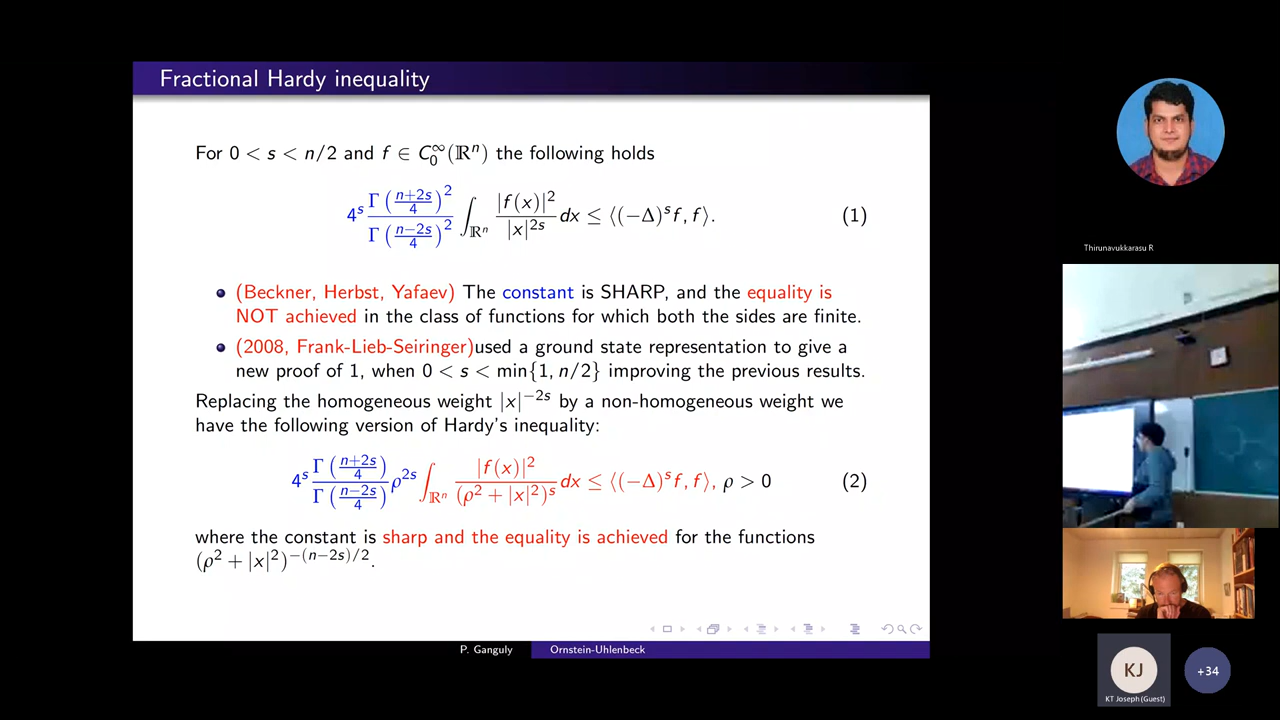 Fractional Hardy inequality
For 0 < s < n/2 and f ∈ C₀^∞(ℝⁿ) the following holds
4^s Γ((n+2s)/4)² / Γ((n−2s)/4)² ∫_ℝⁿ |f(x)|² / |x|^{2s} dx ≤ ⟨(−Δ)^s f, f⟩. (1)
(Beckner, Herbst, Yafaev) The constant is SHARP, and the equality is
NOT achieved in the class of functions for which both the sides are finite.
(2008, Frank-Lieb-Seiringer)used a ground state representation to give a
new proof of 1, when 0 < s < min{1, n/2} improving the previous results.
Replacing the homogeneous weight |x|^{−2s} by a non-homogeneous weight we
have the following version of Hardy's inequality:
4^s Γ((n+2s)/4) / Γ((n−2s)/4) ρ^{2s} ∫_ℝⁿ |f(x)|² / (ρ² + |x|²)^s dx ≤ ⟨(−Δ)^s f, f⟩, ρ > 0 (2)
where the constant is sharp and the equality is achieved for the functions
(ρ² + |x|²)^{−(n−2s)/2}.
P. Ganguly Ornstein-Uhlenbeck
Thirunavukkarasu R
KJ
KT Joseph (Guest)
+34